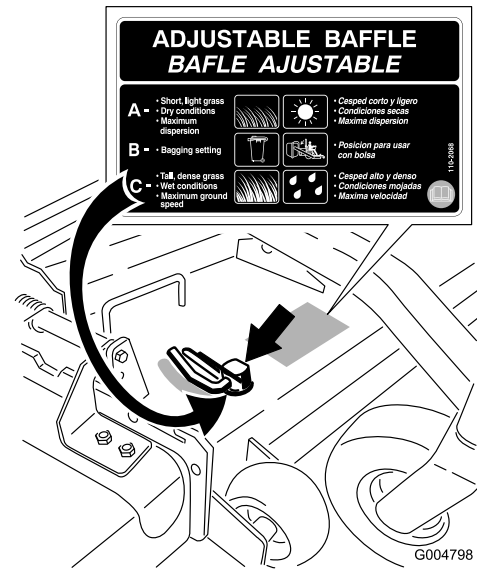 ADJUSTABLE BAFFLE
BAFLE AJUSTABLE
A - • Short, light grass
• Dry conditions
• Maximum
dispersion
• Cesped corto y ligero
• Condiciones secas
• Maxima dispersion
B - • Bagging setting
• Posicion para usar
con bolsa
C - • Tall, dense grass
• Wet conditions
• Maximum ground
speed
• Cesped alto y denso
• Condiciones mojadas
• Maxima velocidad
110-2068
G004798